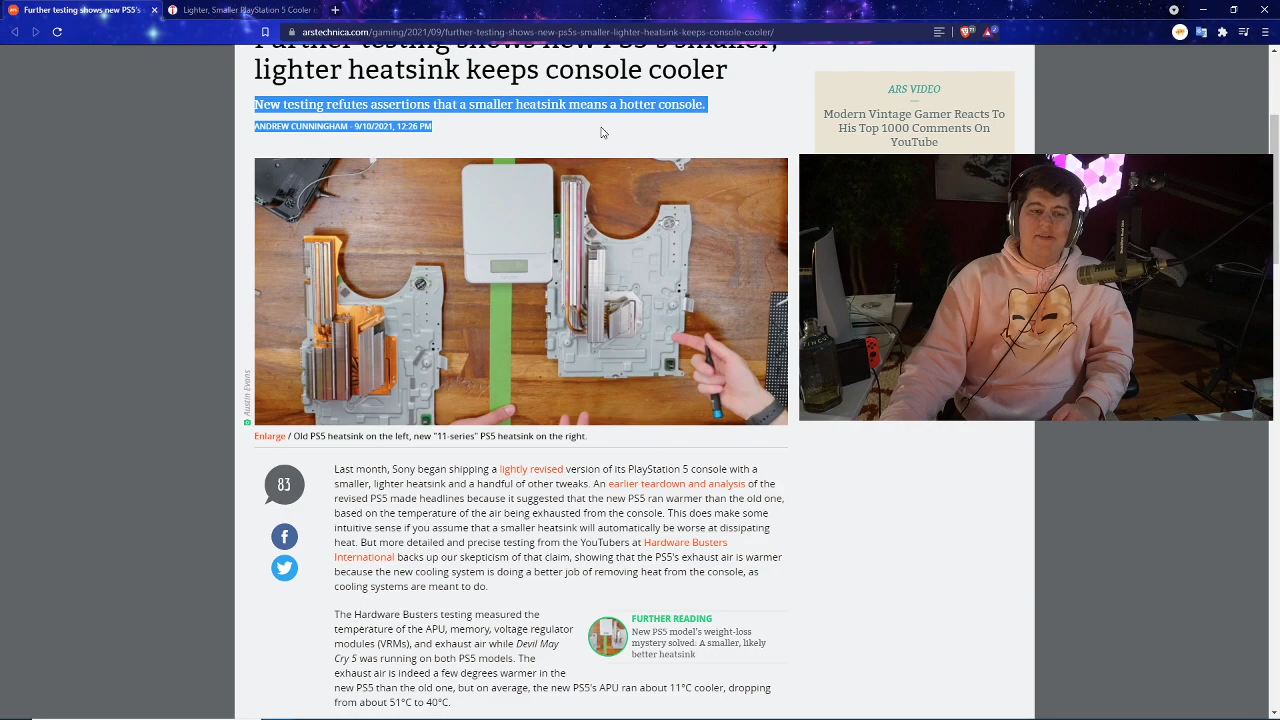 Further testing shows new PS5's
Lighter, Smaller PlayStation 5 Cooler i
arstechnica.com/gaming/2021/09/further-testing-shows-new-ps5s-smaller-lighter-heatsink-keeps-console-cooler/
Further testing shows new PS5's smaller,
lighter heatsink keeps console cooler
New testing refutes assertions that a smaller heatsink means a hotter console.
ANDREW CUNNINGHAM - 9/10/2021, 12:26 PM
ARS VIDEO
Modern Vintage Gamer Reacts To
His Top 1000 Comments On
YouTube
Austin Evans
Enlarge / Old PS5 heatsink on the left, new "11-series" PS5 heatsink on the right.
83
Last month, Sony began shipping a lightly revised version of its PlayStation 5 console with a
smaller, lighter heatsink and a handful of other tweaks. An earlier teardown and analysis of the
revised PS5 made headlines because it suggested that the new PS5 ran warmer than the old one,
based on the temperature of the air being exhausted from the console. This does make some
intuitive sense if you assume that a smaller heatsink will automatically be worse at dissipating
heat. But more detailed and precise testing from the YouTubers at Hardware Busters
International backs up our skepticism of that claim, showing that the PS5's exhaust air is warmer
because the new cooling system is doing a better job of removing heat from the console, as
cooling systems are meant to do.
The Hardware Busters testing measured the
temperature of the APU, memory, voltage regulator
modules (VRMs), and exhaust air while Devil May
Cry 5 was running on both PS5 models. The
exhaust air is indeed a few degrees warmer in the
new PS5 than the old one, but on average, the new PS5's APU ran about 11°C cooler, dropping
from about 51°C to 40°C.
FURTHER READING
New PS5 model's weight-loss
mystery solved: A smaller, likely
better heatsink